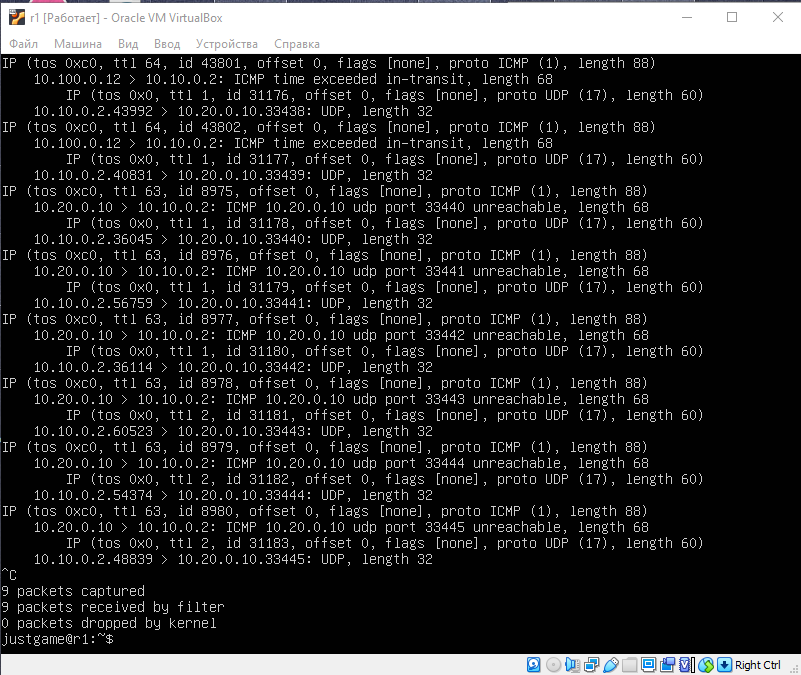 r1 [Работает] - Oracle VM VirtualBox
Файл Машина Вид Ввод Устройства Справка
IP (tos 0xc0, ttl 64, id 43801, offset 0, flags [none], proto ICMP (1), length 88)
10.100.0.12 > 10.10.0.2: ICMP time exceeded in-transit, length 68
IP (tos 0x0, ttl 1, id 31176, offset 0, flags [none], proto UDP (17), length 60)
10.10.0.2.43992 > 10.20.0.10.33438: UDP, length 32
IP (tos 0xc0, ttl 64, id 43802, offset 0, flags [none], proto ICMP (1), length 88)
10.100.0.12 > 10.10.0.2: ICMP time exceeded in-transit, length 68
IP (tos 0x0, ttl 1, id 31177, offset 0, flags [none], proto UDP (17), length 60)
10.10.0.2.40831 > 10.20.0.10.33439: UDP, length 32
IP (tos 0xc0, ttl 63, id 8975, offset 0, flags [none], proto ICMP (1), length 88)
10.20.0.10 > 10.10.0.2: ICMP 10.20.0.10 udp port 33440 unreachable, length 68
IP (tos 0x0, ttl 1, id 31178, offset 0, flags [none], proto UDP (17), length 60)
10.10.0.2.36045 > 10.20.0.10.33440: UDP, length 32
IP (tos 0xc0, ttl 63, id 8976, offset 0, flags [none], proto ICMP (1), length 88)
10.20.0.10 > 10.10.0.2: ICMP 10.20.0.10 udp port 33441 unreachable, length 68
IP (tos 0x0, ttl 1, id 31179, offset 0, flags [none], proto UDP (17), length 60)
10.10.0.2.56759 > 10.20.0.10.33441: UDP, length 32
IP (tos 0xc0, ttl 63, id 8977, offset 0, flags [none], proto ICMP (1), length 88)
10.20.0.10 > 10.10.0.2: ICMP 10.20.0.10 udp port 33442 unreachable, length 68
IP (tos 0x0, ttl 1, id 31180, offset 0, flags [none], proto UDP (17), length 60)
10.10.0.2.36114 > 10.20.0.10.33442: UDP, length 32
IP (tos 0xc0, ttl 63, id 8978, offset 0, flags [none], proto ICMP (1), length 88)
10.20.0.10 > 10.10.0.2: ICMP 10.20.0.10 udp port 33443 unreachable, length 68
IP (tos 0x0, ttl 2, id 31181, offset 0, flags [none], proto UDP (17), length 60)
10.10.0.2.60523 > 10.20.0.10.33443: UDP, length 32
IP (tos 0xc0, ttl 63, id 8979, offset 0, flags [none], proto ICMP (1), length 88)
10.20.0.10 > 10.10.0.2: ICMP 10.20.0.10 udp port 33444 unreachable, length 68
IP (tos 0x0, ttl 2, id 31182, offset 0, flags [none], proto UDP (17), length 60)
10.10.0.2.54374 > 10.20.0.10.33444: UDP, length 32
IP (tos 0xc0, ttl 63, id 8980, offset 0, flags [none], proto ICMP (1), length 88)
10.20.0.10 > 10.10.0.2: ICMP 10.20.0.10 udp port 33445 unreachable, length 68
IP (tos 0x0, ttl 2, id 31183, offset 0, flags [none], proto UDP (17), length 60)
10.10.0.2.48839 > 10.20.0.10.33445: UDP, length 32
^C
9 packets captured
9 packets received by filter
0 packets dropped by kernel
justgame@r1:~$
Right Ctrl